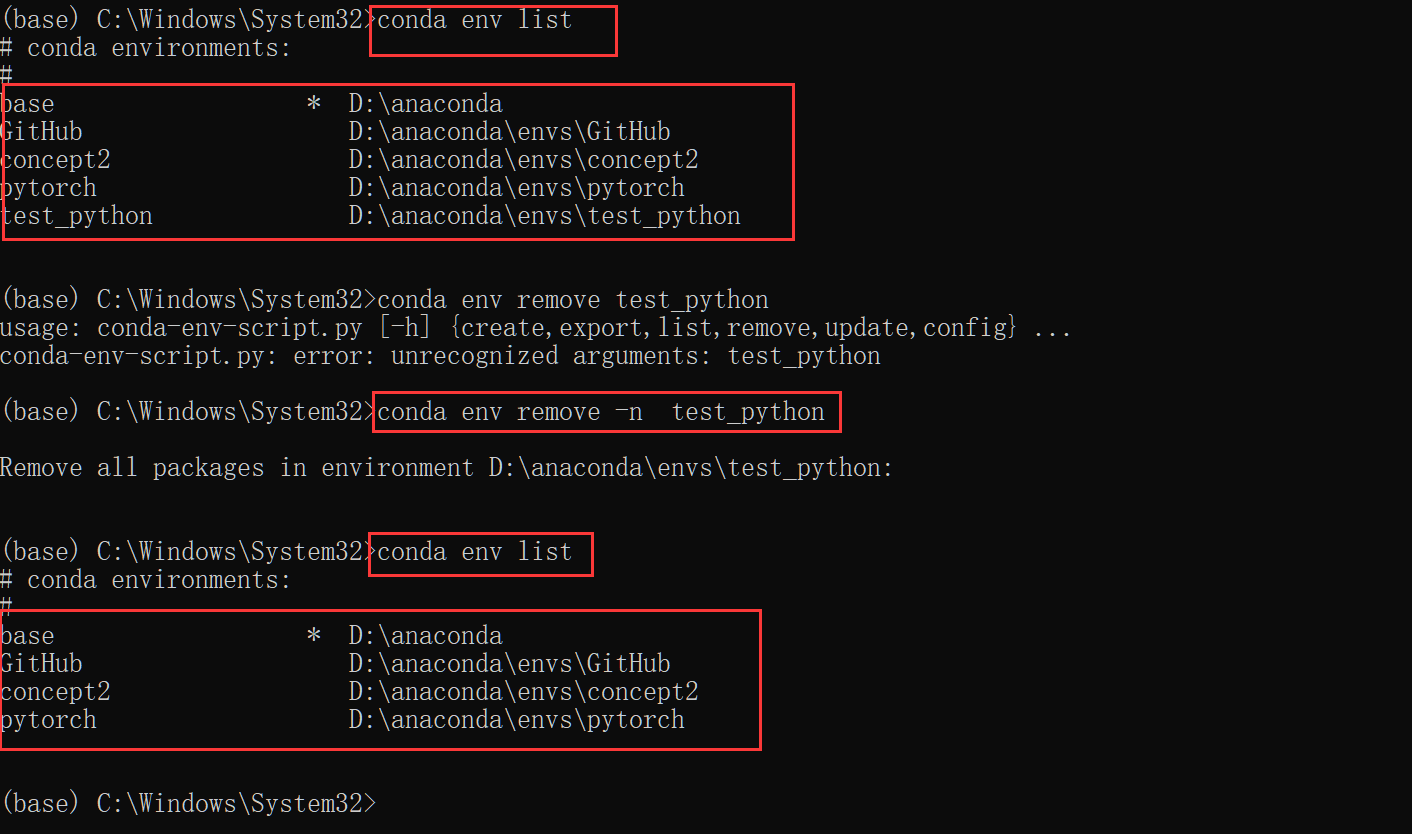 (base) C:\Windows\System32>conda env list
# conda environments:
#
base                  *  D:\anaconda
GitHub                   D:\anaconda\envs\GitHub
concept2                 D:\anaconda\envs\concept2
pytorch                  D:\anaconda\envs\pytorch
test_python              D:\anaconda\envs\test_python
(base) C:\Windows\System32>conda env remove test_python
usage: conda-env-script.py [-h] {create,export,list,remove,update,config} ...
conda-env-script.py: error: unrecognized arguments: test_python
(base) C:\Windows\System32>conda env remove -n  test_python
Remove all packages in environment D:\anaconda\envs\test_python:
(base) C:\Windows\System32>conda env list
# conda environments:
#
base                  *  D:\anaconda
GitHub                   D:\anaconda\envs\GitHub
concept2                 D:\anaconda\envs\concept2
pytorch                  D:\anaconda\envs\pytorch
(base) C:\Windows\System32>